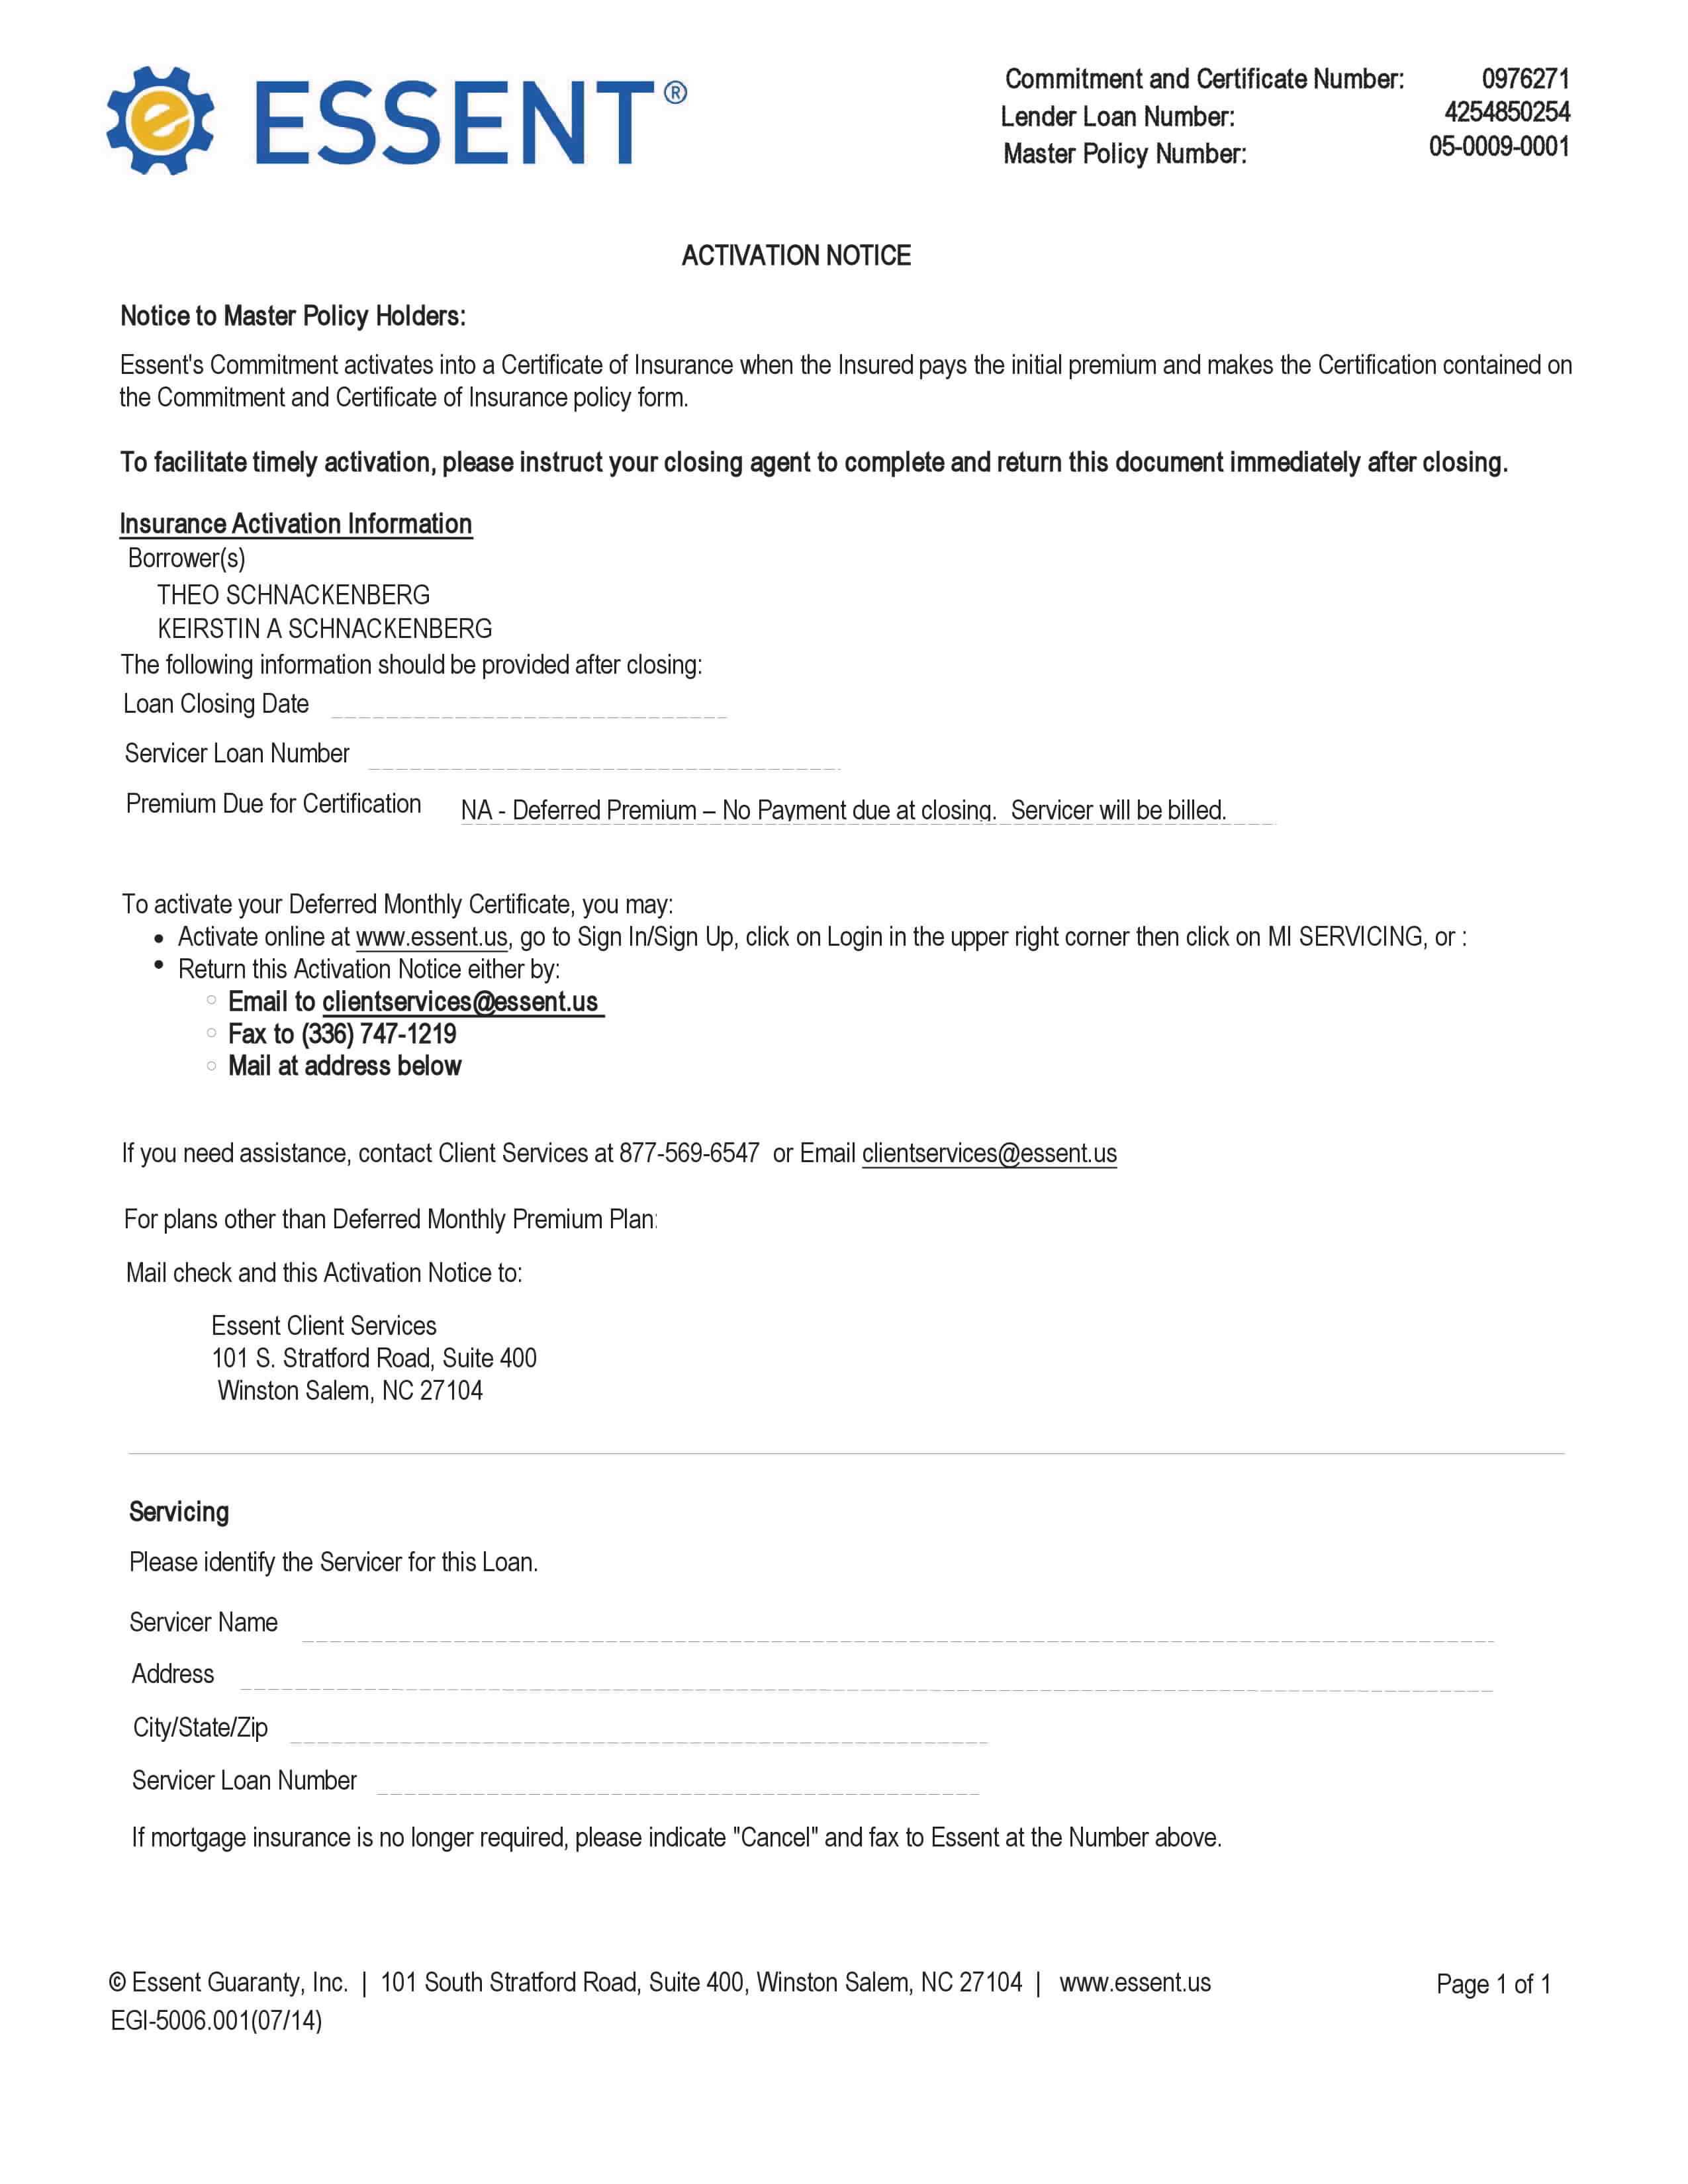 ESSENT®
Commitment and Certificate Number: 0976271
Lender Loan Number: 4254850254
Master Policy Number: 05-0009-0001
ACTIVATION NOTICE
Notice to Master Policy Holders:
Essent's Commitment activates into a Certificate of Insurance when the Insured pays the initial premium and makes the Certification contained on
the Commitment and Certificate of Insurance policy form.
To facilitate timely activation, please instruct your closing agent to complete and return this document immediately after closing.
Insurance Activation Information
Borrower(s)
THEO SCHNACKENBERG
KEIRSTIN A SCHNACKENBERG
The following information should be provided after closing:
Loan Closing Date
Servicer Loan Number
Premium Due for Certification NA - Deferred Premium – No Payment due at closing. Servicer will be billed.
To activate your Deferred Monthly Certificate, you may:
• Activate online at www.essent.us, go to Sign In/Sign Up, click on Login in the upper right corner then click on MI SERVICING, or :
• Return this Activation Notice either by:
○ Email to clientservices@essent.us
○ Fax to (336) 747-1219
○ Mail at address below
If you need assistance, contact Client Services at 877-569-6547 or Email clientservices@essent.us
For plans other than Deferred Monthly Premium Plan:
Mail check and this Activation Notice to:
Essent Client Services
101 S. Stratford Road, Suite 400
Winston Salem, NC 27104
Servicing
Please identify the Servicer for this Loan.
Servicer Name
Address
City/State/Zip
Servicer Loan Number
If mortgage insurance is no longer required, please indicate "Cancel" and fax to Essent at the Number above.
© Essent Guaranty, Inc. | 101 South Stratford Road, Suite 400, Winston Salem, NC 27104 | www.essent.us
Page 1 of 1
EGI-5006.001(07/14)